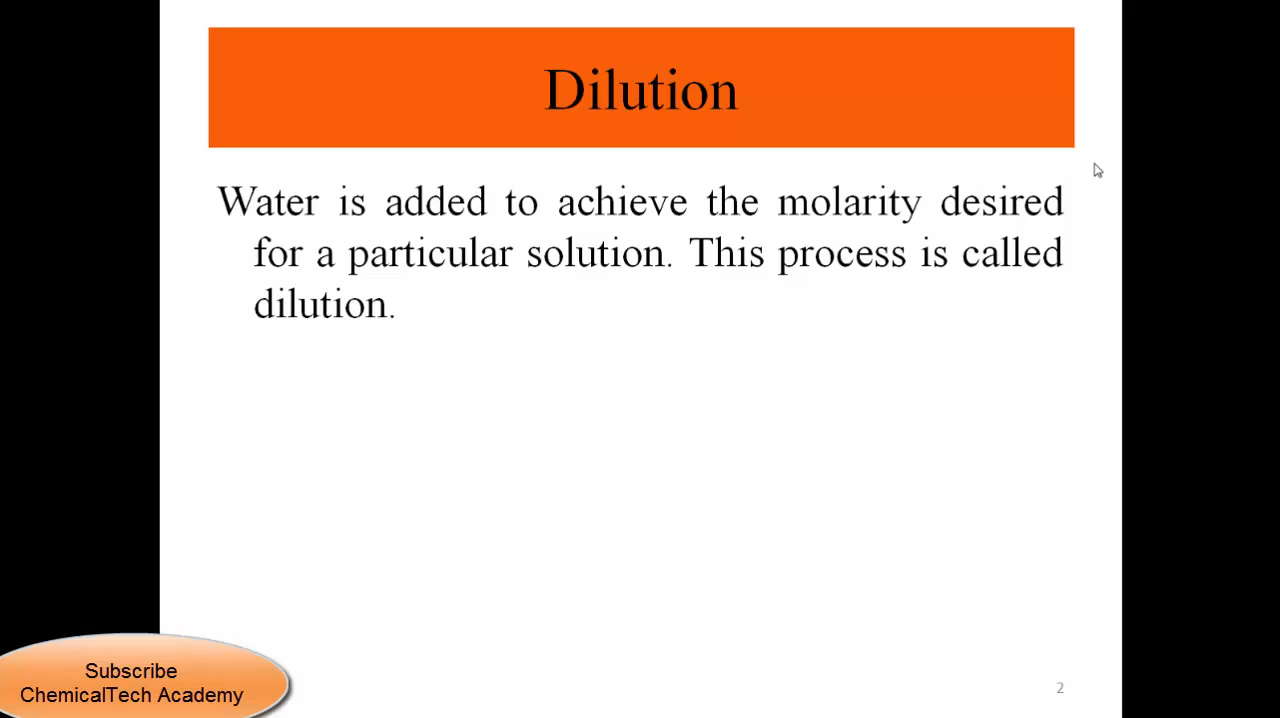 Dilution
Water is added to achieve the molarity desired
for a particular solution. This process is called
dilution.
Subscribe
ChemicalTech Academy
2